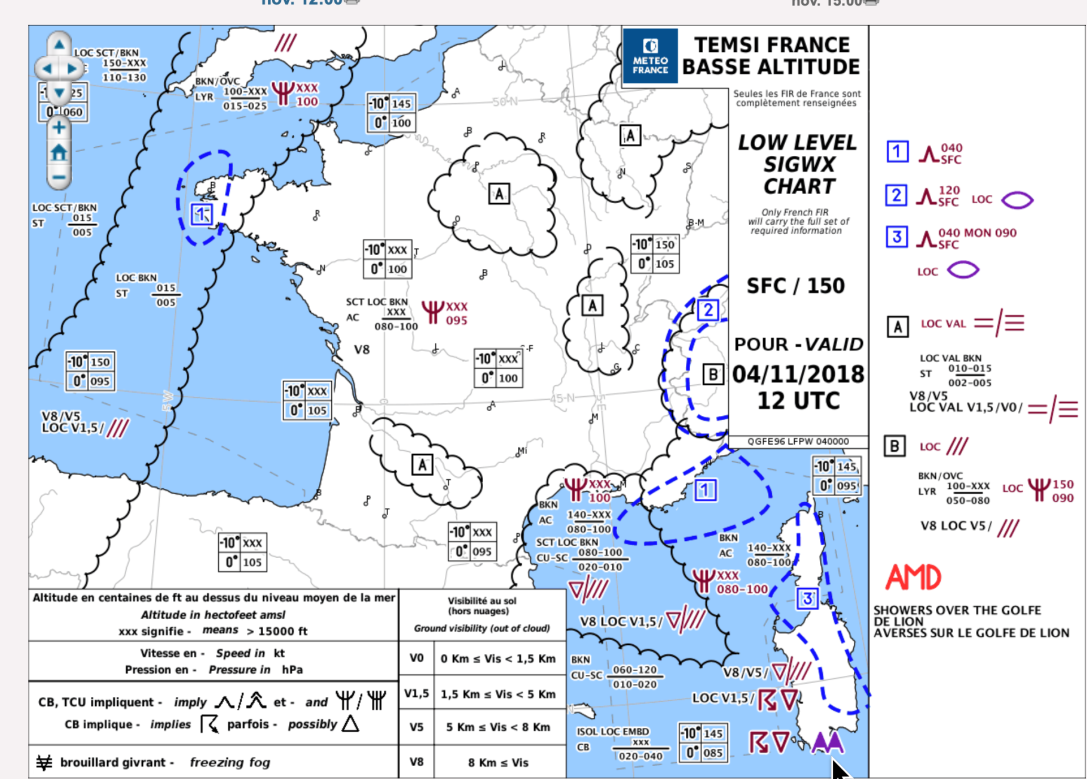 nov. 12:00
nov. 15:00
LOC SCT/BKN
150-XXX
110-130
060
BKN/OVC
LYR
100-XXX
015-025
XXX
100
-10° 145
0° 100
50 N
A
A
METEO
FRANCE
TEMSI FRANCE
BASSE ALTITUDE
Seules les FIR de France sont
complètement renseignées
LOW LEVEL
SIGWX
CHART
Only French FIR
will carry the full set of
required information
SFC / 150
POUR - VALID
04/11/2018
12 UTC
QGFE96 LFPW 040000
1
LOC SCT/BKN
ST
015
005
LOC BKN
ST
015
005
-10° XXX
0° 100
-10° 150
0° 105
B-M
A
2
B
SCT LOC BKN
AC
XXX
080-100
XXX
095
V8
-10° XXX
0° 100
-10° 150
0° 095
-10° XXX
0° 105
45 N
V8/V5
LOC V1,5/
A
XXX
100
1
-10° 145
0° 095
BKN
AC
140-XXX
080-100
SCT LOC BKN
CU-SC
080-100
020-010
-10° XXX
0° 105
-10° XXX
0° 095
BKN
AC
140-XXX
080-100
XXX
080-100
3
V8 LOC V1,5/
BKN
CU-SC
060-120
010-020
V8/V5/
LOC V1,5/
ISOL LOC EMBD
CB
XXX
020-040
-10° 145
0° 085
1
040
SFC
2
120
SFC
LOC
3
040 MON 090
SFC
LOC
A
LOC VAL
LOC VAL BKN
ST
010-015
002-005
V8/V5
LOC VAL V1,5/V0/
B
LOC
BKN/OVC
LYR
100-XXX
050-080
LOC
150
090
V8 LOC V5/
AMD
SHOWERS OVER THE GOLFE
DE LION
AVERSES SUR LE GOLFE DE LION
Altitude en centaines de ft au dessus du niveau moyen de la mer
Altitude in hectofeet amsl
xxx signifie - means > 15000 ft
Vitesse en - Speed in kt
Pression en - Pressure in hPa
CB, TCU impliquent - imply / et - and /
CB implique - implies parfois - possibly
brouillard givrant - freezing fog
Visibilité au sol
(hors nuages)
Ground visibility (out of cloud)
V0 0 Km ≤ Vis < 1,5 Km
V1,5 1,5 Km ≤ Vis < 5 Km
V5 5 Km ≤ Vis < 8 Km
V8 8 Km ≤ Vis